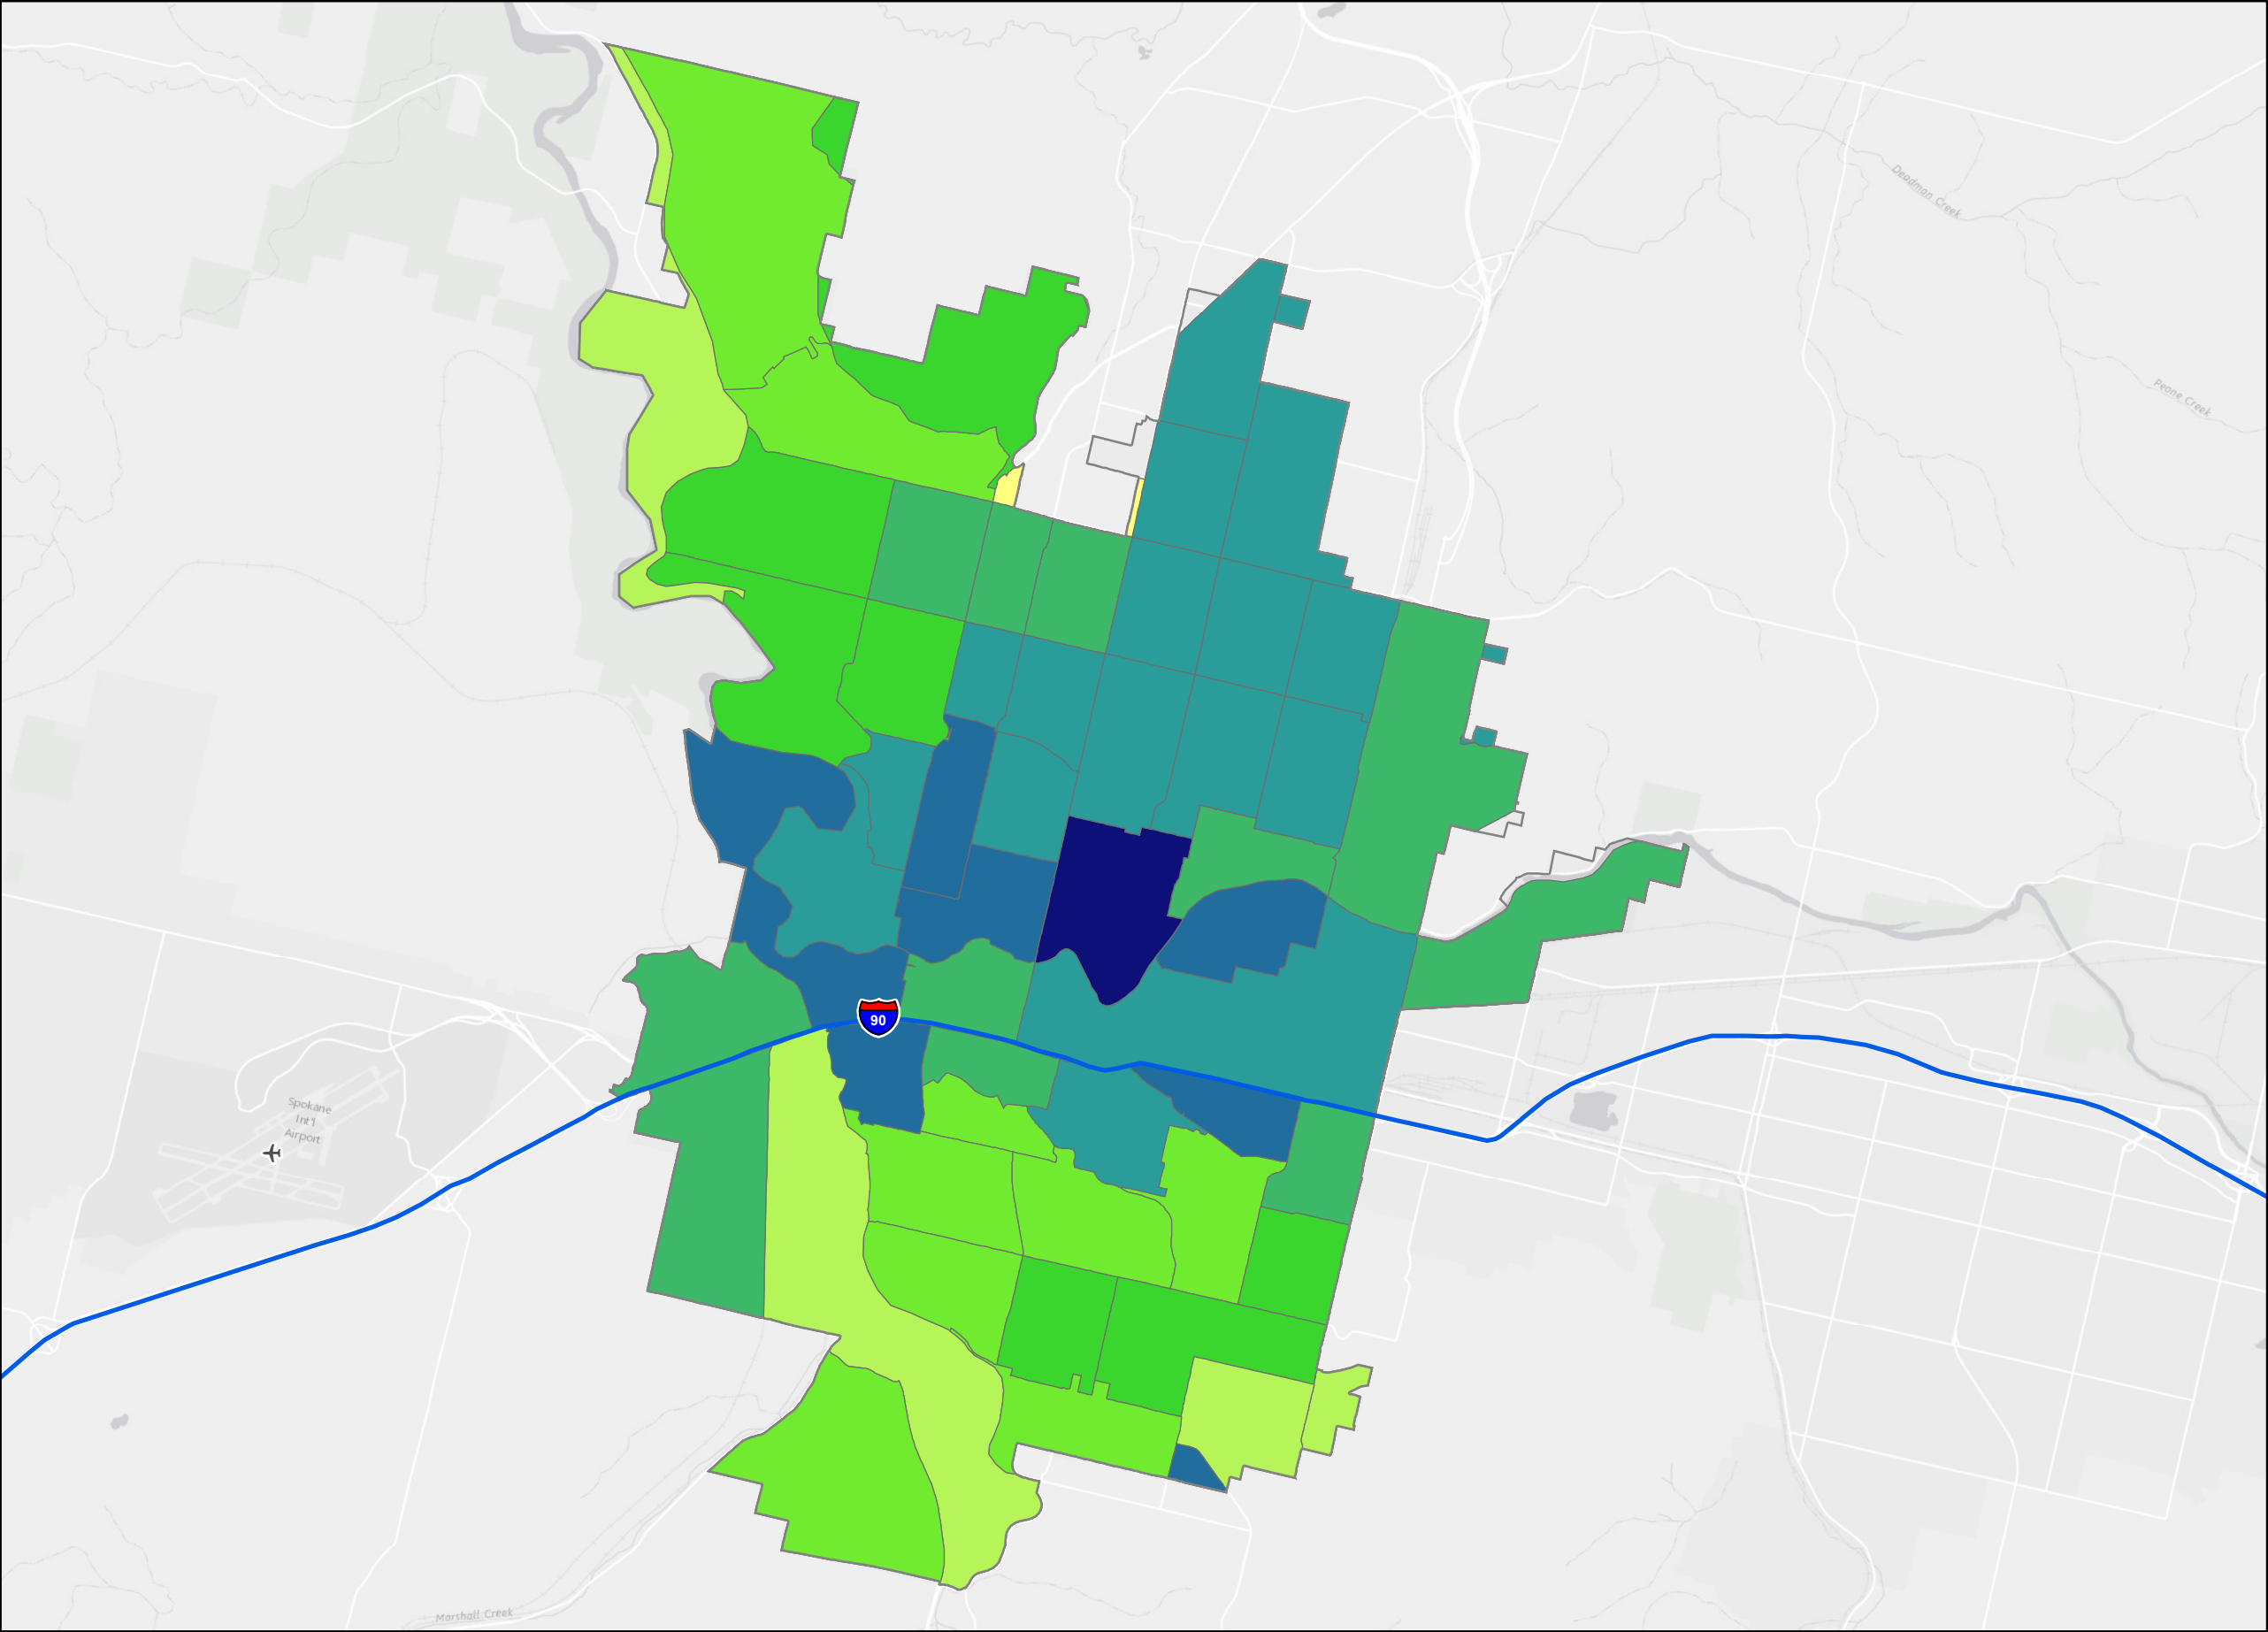 Deadman Creek
Peone Creek
90
Spokane
Int'l
Airport
Marshall Creek